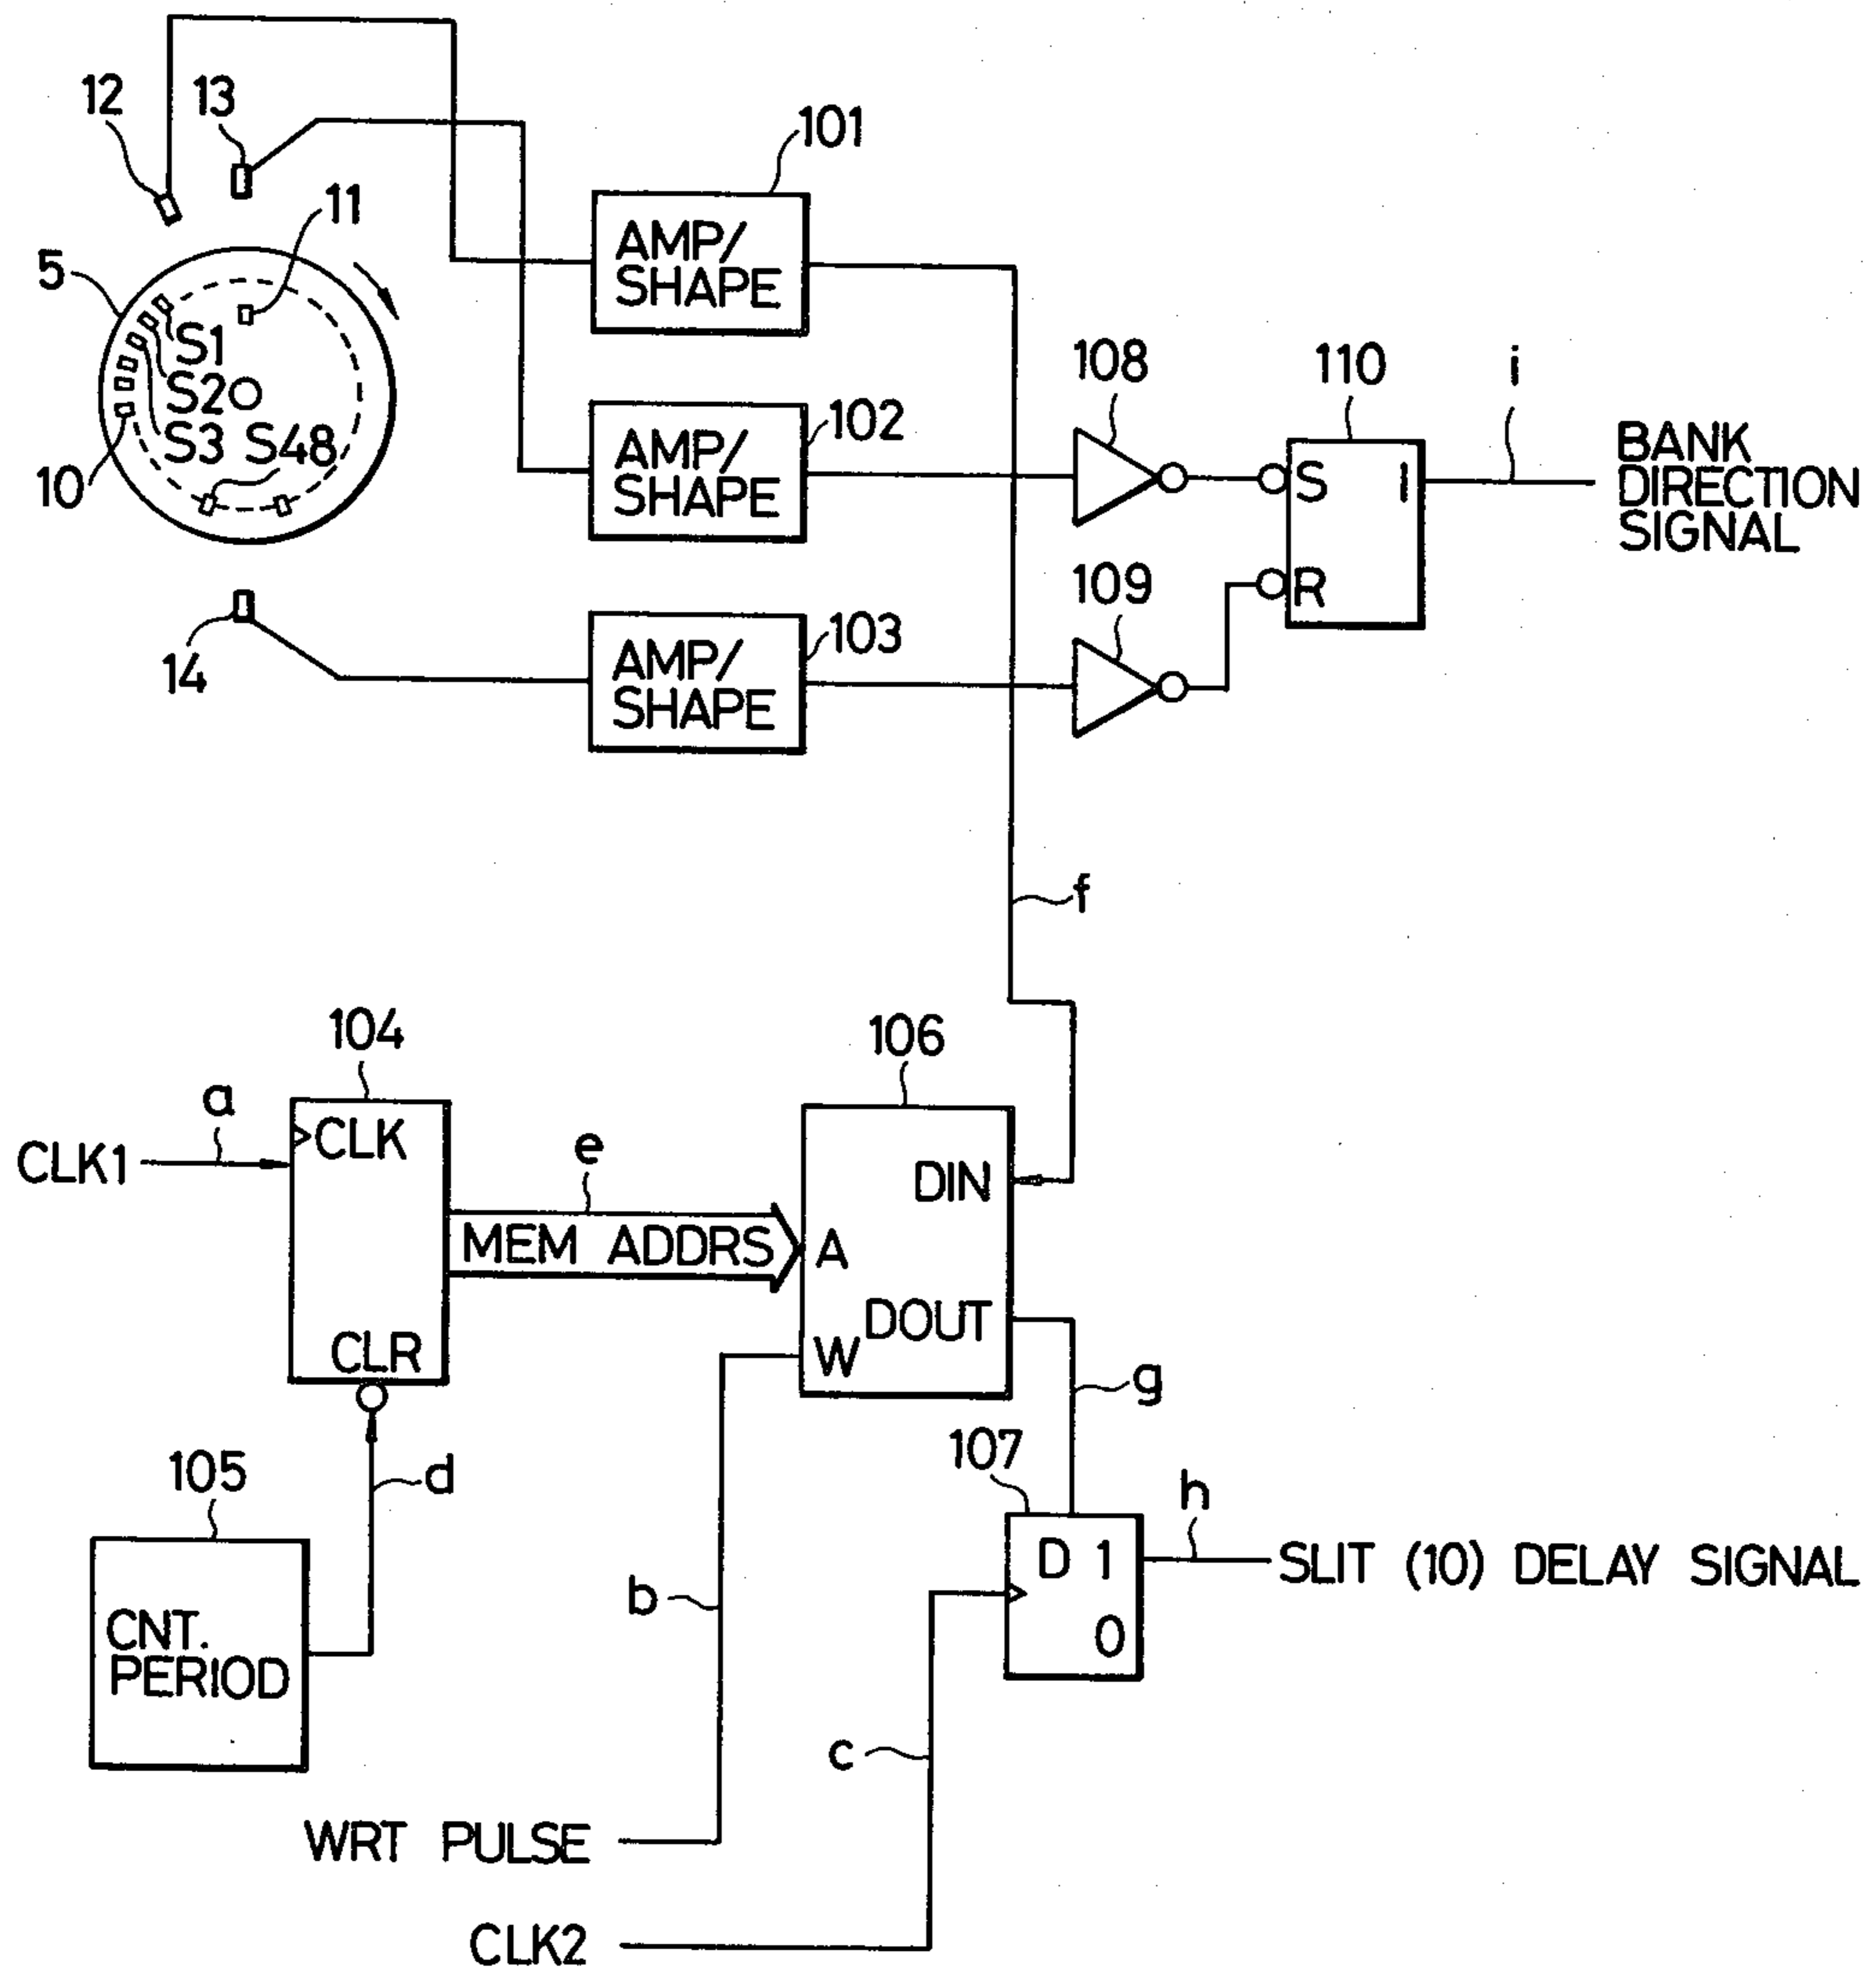 12
13
101
11
AMP/
SHAPE
5
S1
S2
S3 S48
10
108
110
i
102
AMP/
SHAPE
S 1
R
BANK
DIRECTION
SIGNAL
109
14
103
AMP/
SHAPE
f
104
106
a
CLK1
CLK
e
DIN
MEM ADDRS
A
DOUT
CLR
W
g
107
105
d
h
D 1
0
SLIT (10) DELAY SIGNAL
b
CNT.
PERIOD
c
WRT PULSE
CLK2